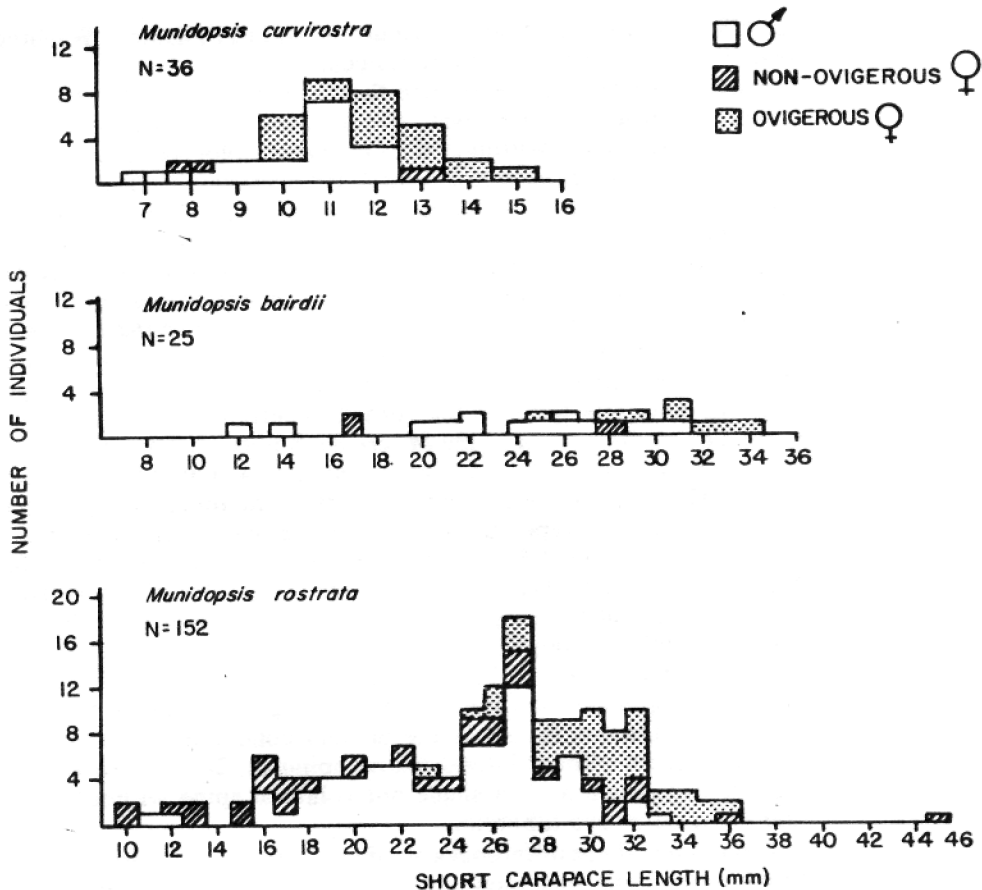 Munidopsis curvirostra
N=36
12
8
4
7 8 9 10 11 12 13 14 15 16
♂
NON-OVIGEROUS ♀
OVIGEROUS ♀
NUMBER OF INDIVIDUALS
Munidopsis bairdii
N=25
12
8
4
8 10 12 14 16 18 20 22 24 26 28 30 32 34 36
Munidopsis rostrata
N=152
20
16
12
8
4
10 12 14 16 18 20 22 24 26 28 30 32 34 36 38 40 42 44 46
SHORT CARAPACE LENGTH (mm)